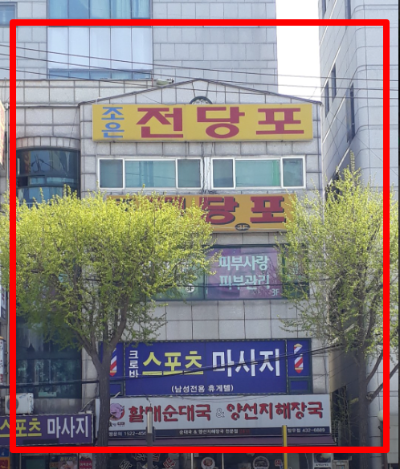 조은 전당포
당포
피부사랑
피부관리
크로바 스포츠 마사지
(남성전용 휴게텔)
황재순대국 & 양선지해장국
스포츠 마사지